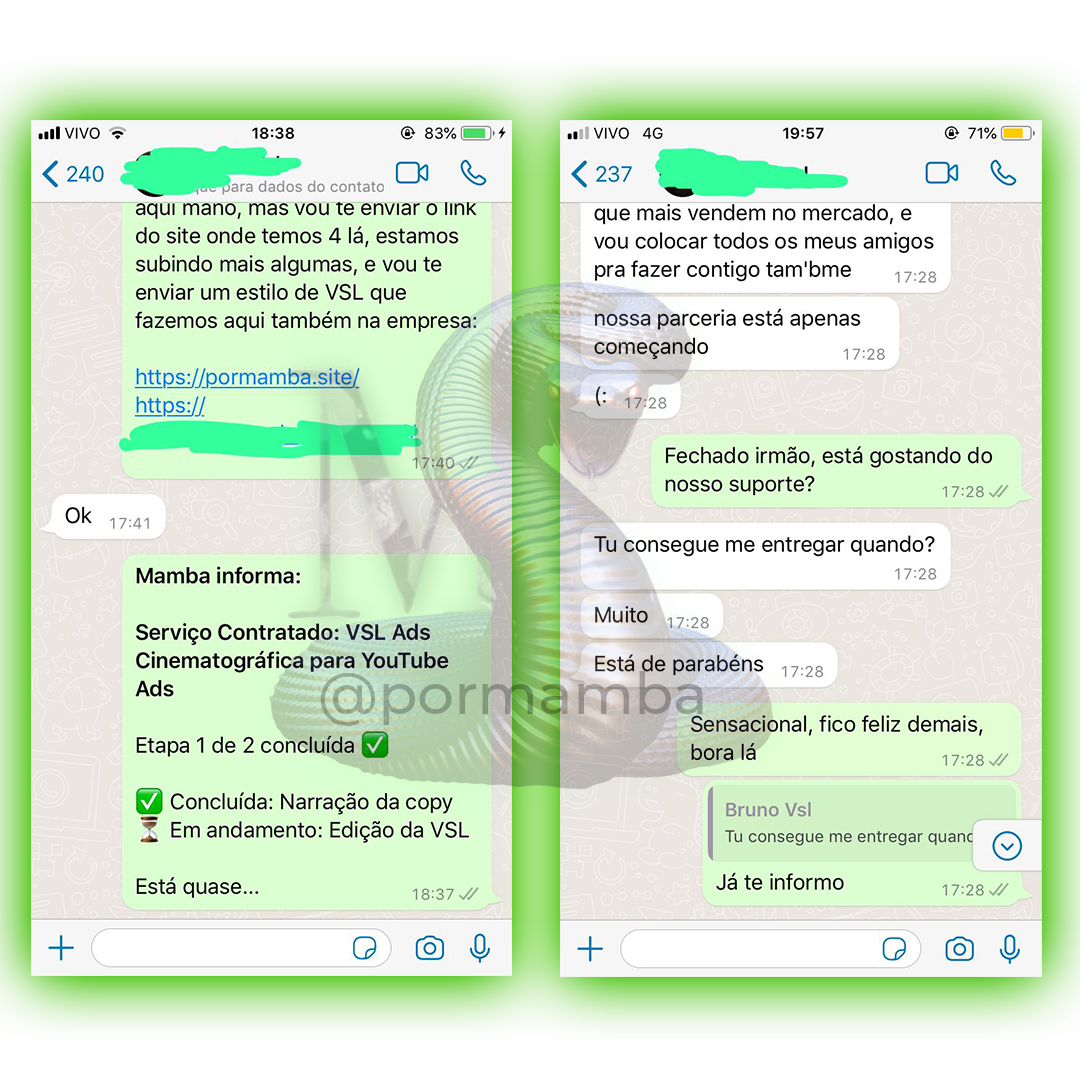 VIVO
18:38
83%
240
que para dados do contato
aqui mano, mas vou te enviar o link
do site onde temos 4 lá, estamos
subindo mais algumas, e vou te
enviar um estilo de VSL que
fazemos aqui também na empresa:
https://pormamba.site/
https://
17:40
Ok 17:41
Mamba informa:
Serviço Contratado: VSL Ads
Cinematográfica para YouTube
Ads
Etapa 1 de 2 concluída ✅
✅ Concluída: Narração da copy
⏳ Em andamento: Edição da VSL
Está quase...
18:37
VIVO 4G
19:57
71%
237
que mais vendem no mercado, e
vou colocar todos os meus amigos
pra fazer contigo tam'bme
17:28
nossa parceria está apenas
começando
17:28
(: 17:28
Fechado irmão, está gostando do
nosso suporte?
17:28
Tu consegue me entregar quando?
17:28
Muito 17:28
Está de parabéns 17:28
Sensacional, fico feliz demais,
bora lá
17:28
Bruno Vsl
Tu consegue me entregar quand
Já te informo
17:28
@pormamba